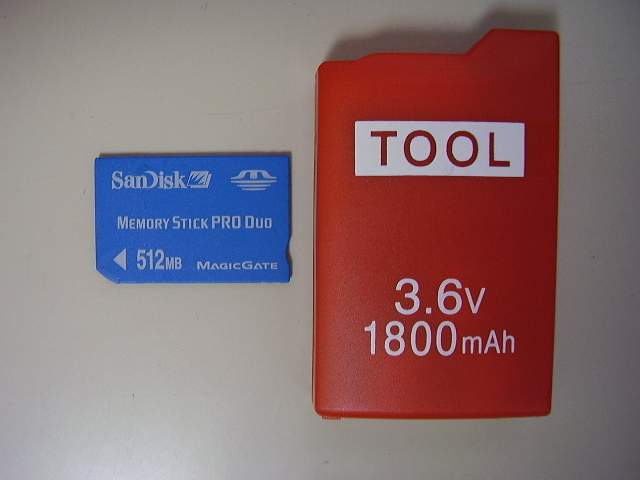 SanDisk
MEMORY STICK PRO DUO
512MB MAGICGATE
TOOL
3.6V
1800mAh